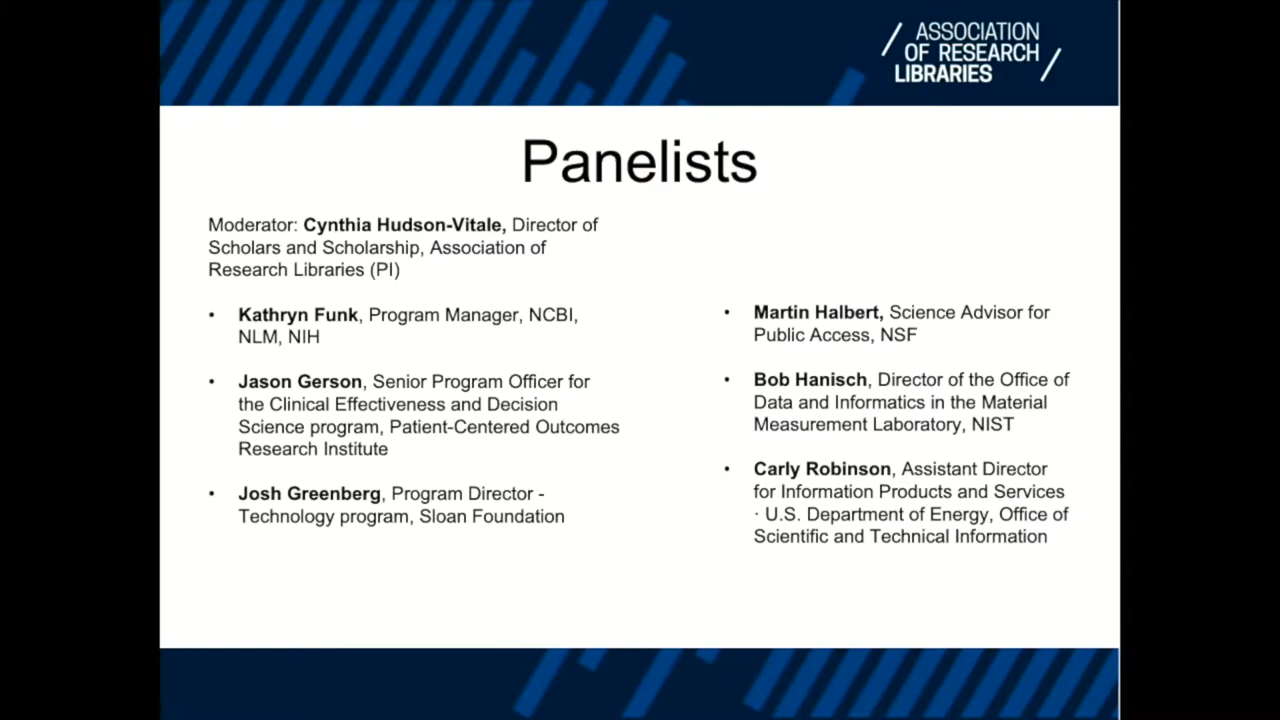 ASSOCIATION
OF RESEARCH
LIBRARIES
Panelists
Moderator: Cynthia Hudson-Vitale, Director of
Scholars and Scholarship, Association of
Research Libraries (PI)
• Kathryn Funk, Program Manager, NCBI,
NLM, NIH
• Jason Gerson, Senior Program Officer for
the Clinical Effectiveness and Decision
Science program, Patient-Centered Outcomes
Research Institute
• Josh Greenberg, Program Director -
Technology program, Sloan Foundation
• Martin Halbert, Science Advisor for
Public Access, NSF
• Bob Hanisch, Director of the Office of
Data and Informatics in the Material
Measurement Laboratory, NIST
• Carly Robinson, Assistant Director
for Information Products and Services
· U.S. Department of Energy, Office of
Scientific and Technical Information